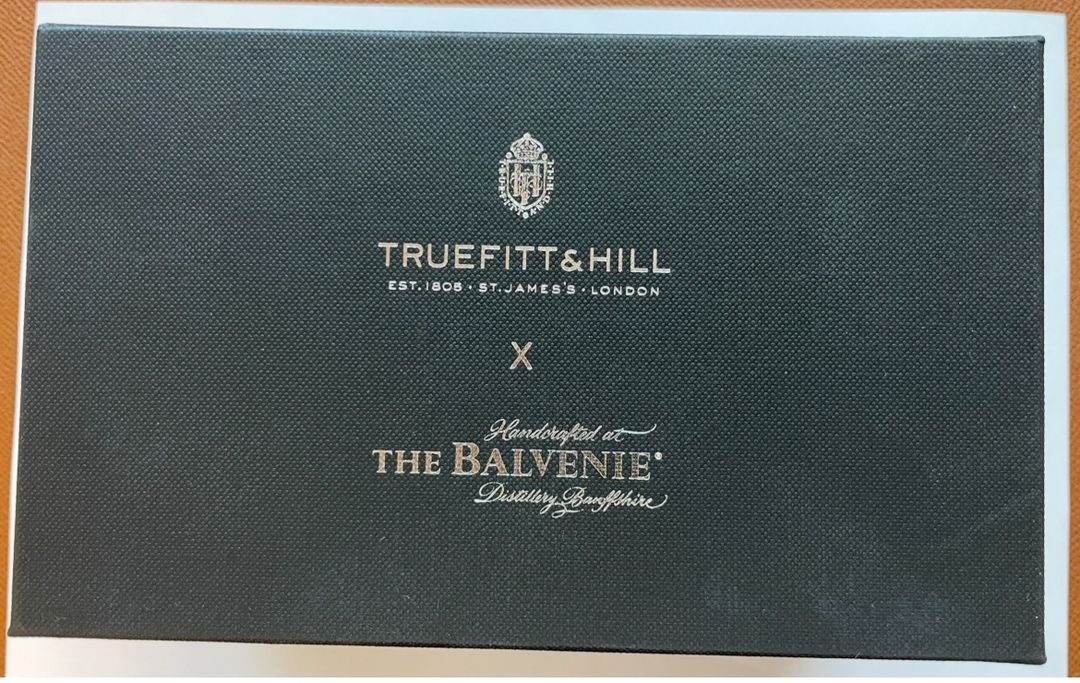 TRUEFITT&HILL
EST. 1805 · ST. JAMES'S · LONDON
X
Handcrafted at
THE BALVENIE®
Distillery Banffshire